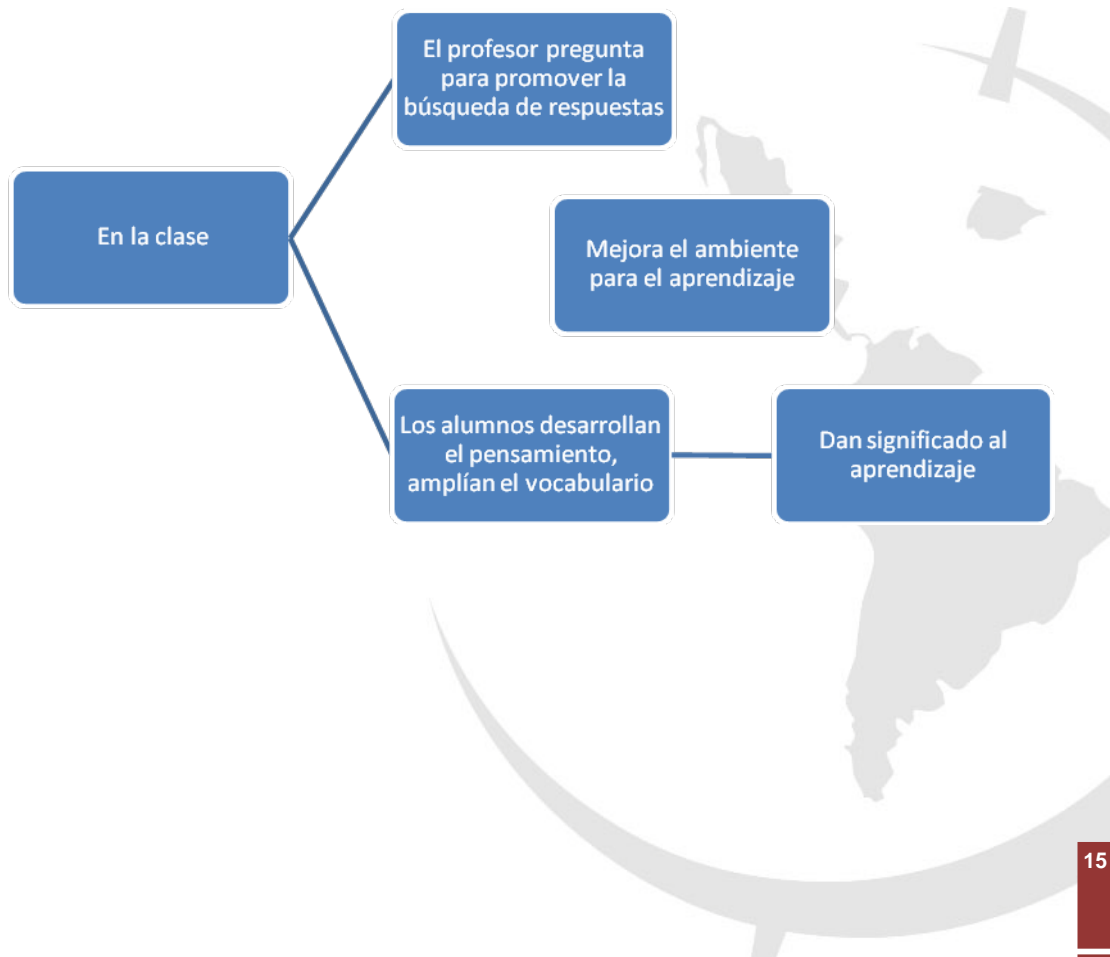 El profesor pregunta
para promover la
búsqueda de respuestas
En la clase
Mejora el ambiente
para el aprendizaje
Los alumnos desarrollan
el pensamiento,
amplían el vocabulario
Dan significado al
aprendizaje
15